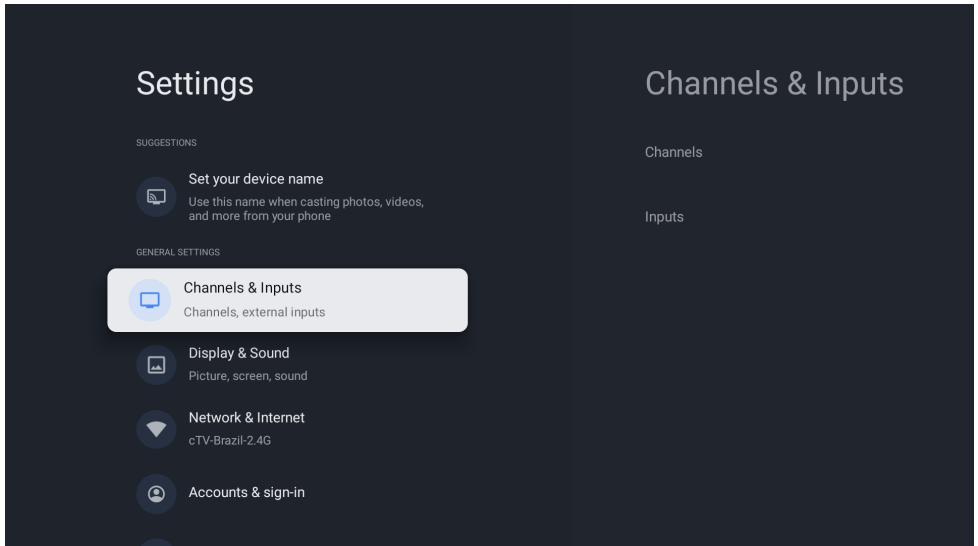 Settings
SUGGESTIONS
Set your device name
Use this name when casting photos, videos,
and more from your phone
GENERAL SETTINGS
Channels & Inputs
Channels, external inputs
Display & Sound
Picture, screen, sound
Network & Internet
cTV-Brazil-2.4G
Accounts & sign-in
Channels & Inputs
Channels
Inputs